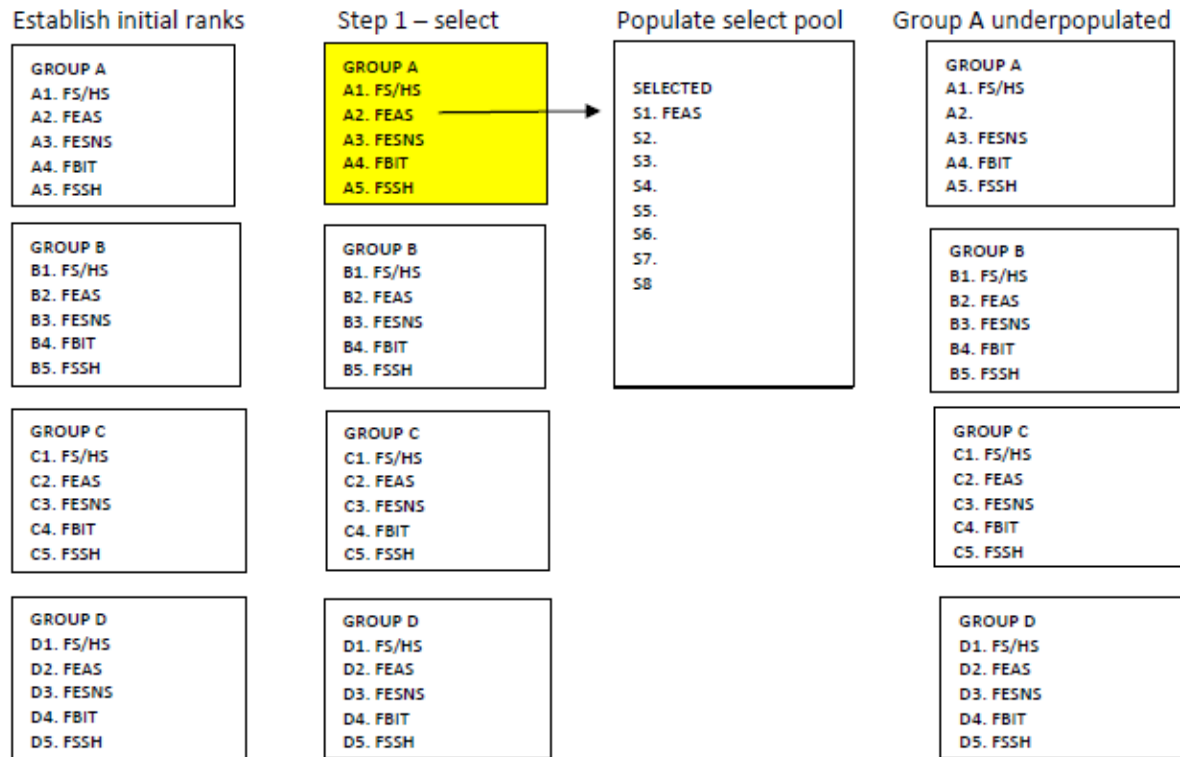 Establish initial ranks
GROUP A
A1. FS/HS
A2. FEAS
A3. FESNS
A4. FBIT
A5. FSSH
GROUP B
B1. FS/HS
B2. FEAS
B3. FESNS
B4. FBIT
B5. FSSH
GROUP C
C1. FS/HS
C2. FEAS
C3. FESNS
C4. FBIT
C5. FSSH
GROUP D
D1. FS/HS
D2. FEAS
D3. FESNS
D4. FBIT
D5. FSSH
Step 1 – select
GROUP A
A1. FS/HS
A2. FEAS
A3. FESNS
A4. FBIT
A5. FSSH
GROUP B
B1. FS/HS
B2. FEAS
B3. FESNS
B4. FBIT
B5. FSSH
GROUP C
C1. FS/HS
C2. FEAS
C3. FESNS
C4. FBIT
C5. FSSH
GROUP D
D1. FS/HS
D2. FEAS
D3. FESNS
D4. FBIT
D5. FSSH
Populate select pool
SELECTED
S1. FEAS
S2.
S3.
S4.
S5.
S6.
S7.
S8
Group A underpopulated
GROUP A
A1. FS/HS
A2.
A3. FESNS
A4. FBIT
A5. FSSH
GROUP B
B1. FS/HS
B2. FEAS
B3. FESNS
B4. FBIT
B5. FSSH
GROUP C
C1. FS/HS
C2. FEAS
C3. FESNS
C4. FBIT
C5. FSSH
GROUP D
D1. FS/HS
D2. FEAS
D3. FESNS
D4. FBIT
D5. FSSH